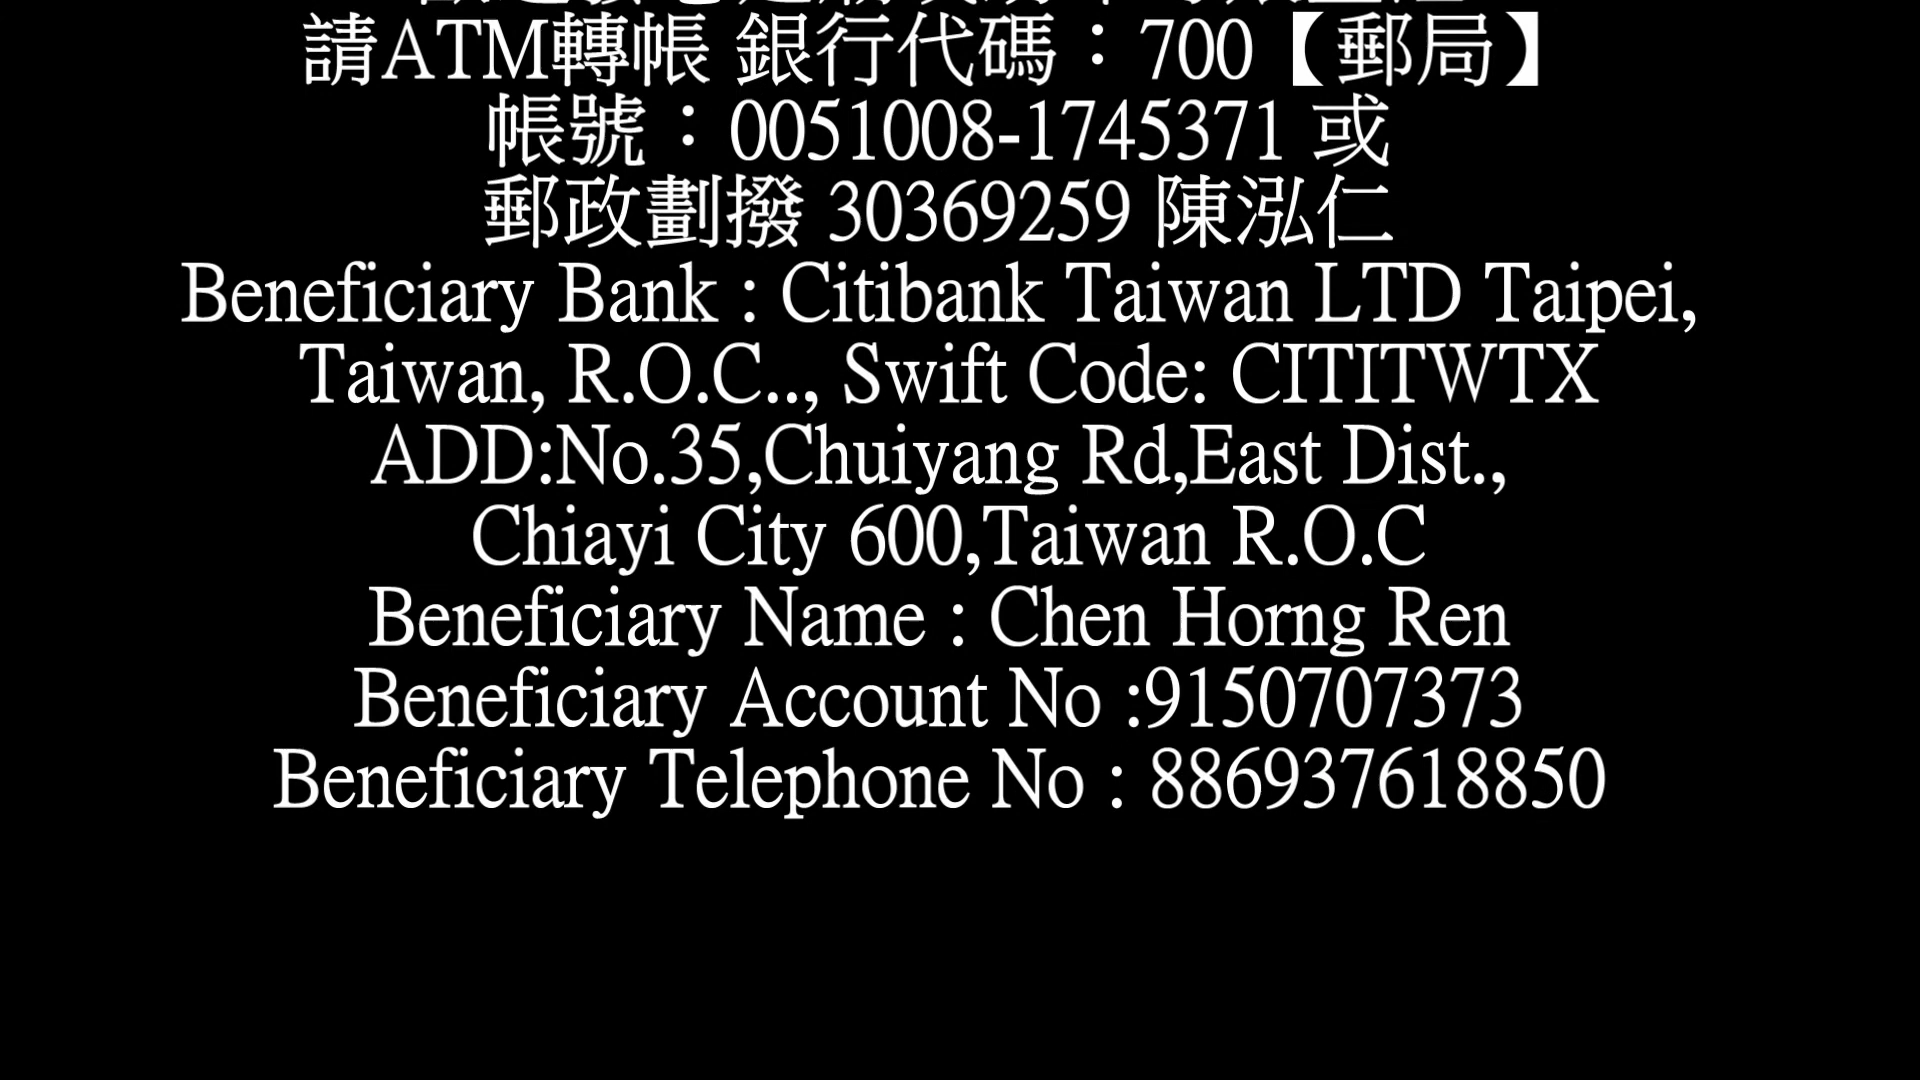 請ATM轉帳 銀行代碼：700【郵局】
帳號：0051008-1745371 或
郵政劃撥 30369259 陳泓仁
Beneficiary Bank : Citibank Taiwan LTD Taipei,
Taiwan, R.O.C.., Swift Code: CITITWTX
ADD:No.35,Chuiyang Rd,East Dist.,
Chiayi City 600,Taiwan R.O.C
Beneficiary Name : Chen Horng Ren
Beneficiary Account No :9150707373
Beneficiary Telephone No : 886937618850